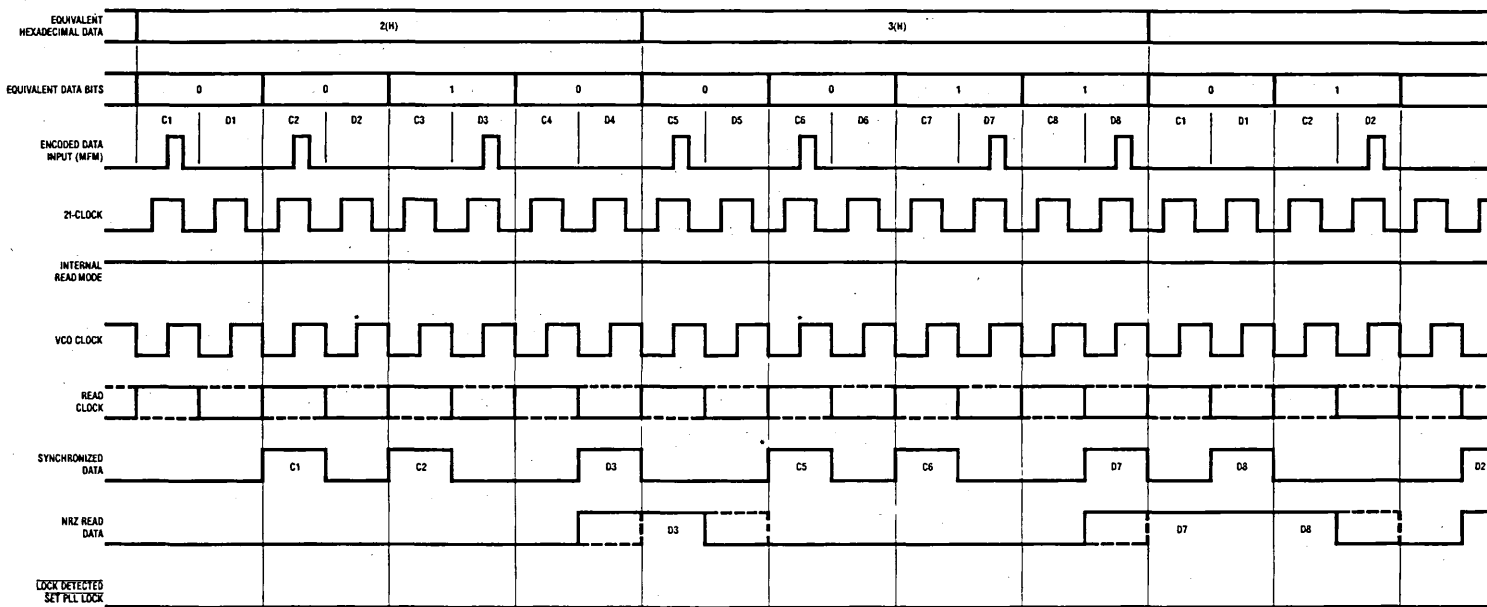 EQUIVALENT
HEXADECIMAL DATA
2(H)
3(H)
EQUIVALENT DATA BITS
0 0 1 0 0 0 1 1 0 1
C1 D1 C2 D2 C3 D3 C4 D4 C5 D5 C6 D6 C7 D7 C8 D8 C1 D1 C2 D2
ENCODED DATA
INPUT (MFM)
2f-CLOCK
INTERNAL
READ MODE
VCO CLOCK
READ
CLOCK
SYNCHRONIZED
DATA
C1 C2 D3 C5 C6 D7 D8 D2
NRZ READ
DATA
D3 D7 D8
LOCK DETECTED
SET PLL LOCK